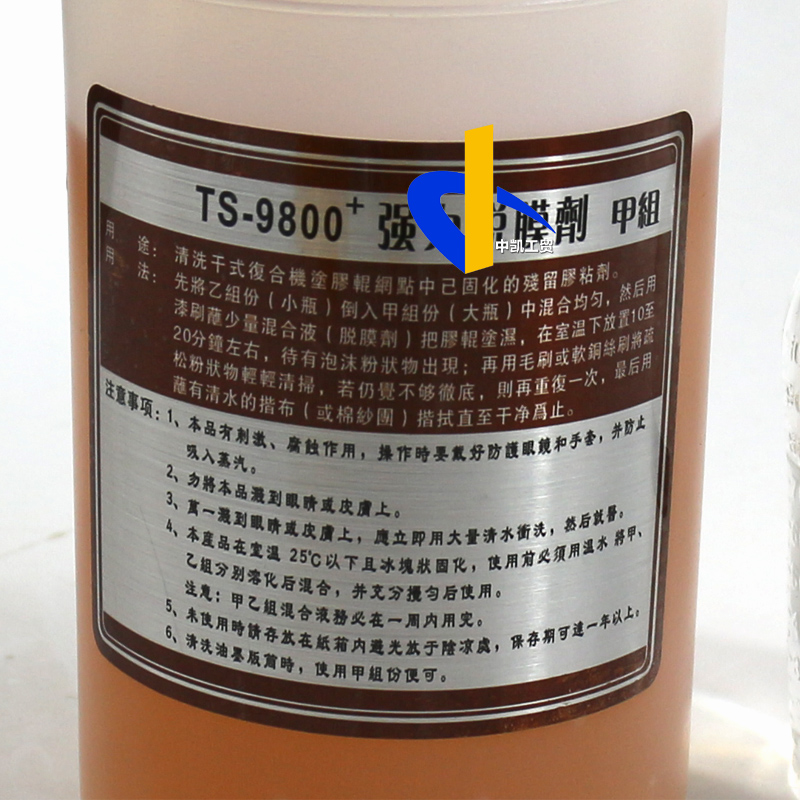 TS-9800⁺ 强力脱膜劑 甲組
中凯工贸
用途：清洗干式復合機塗膠輥網點中已固化的殘留膠粘劑。
用法：先將乙組份（小瓶）倒入甲組份（大瓶）中混合均匀，然后用
漆刷蘸少量混合液（脱膜劑）把膠輥塗濕，在室溫下放置10至
20分鐘左右，待有泡沫粉狀物出現；再用毛刷或軟銅絲刷將疏
松粉狀物輕輕清掃，若仍覺不够徹底，則再重復一次，最后用
蘸有清水的揩布（或棉紗團）揩拭直至干净爲止。
注意事項：1、本品有刺激、腐蝕作用，操作時要戴好防護眼鏡和手套，并防止
吸入蒸汽。
2、勿將本品濺到眼睛或皮膚上。
3、萬一濺到眼睛或皮膚上，應立即用大量清水衝洗，然后就醫。
4、本産品在室温 25℃以下且冰塊狀固化，使用前必須用温水 將甲、
乙組分别溶化后混合，并充分攪匀后使用。
注意：甲乙組混合液務必在一周内用完。
5、未使用時請存放在紙箱内避光放于陰凉處，保存期可達一年以上。
6、清洗油墨版筒時，使用甲組份便可。